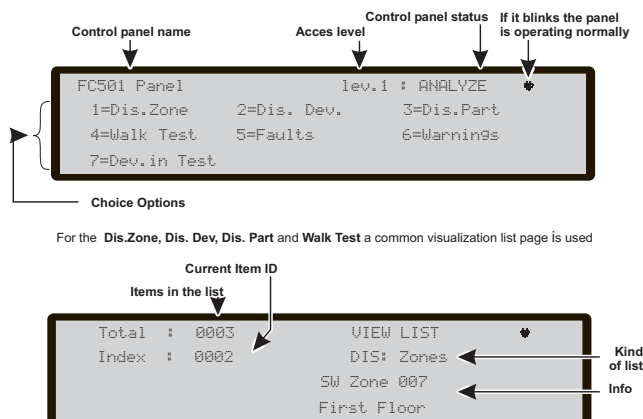 Control panel status
If it blinks the panel
is operating normally
Control panel name
Acces level
FC501 Panel lev.1 : ANALYZE
1=Dis.Zone 2=Dis. Dev. 3=Dis.Part
4=Walk Test 5=Faults 6=Warnings
7=Dev.in Test
Choice Options
For the Dis.Zone, Dis. Dev, Dis. Part and Walk Test a common visualization list page is used
Current Item ID
Items in the list
Total : 0003 VIEW LIST
Index : 0002 DIS: Zones
Kind
of list
SW Zone 007
Info
First Floor